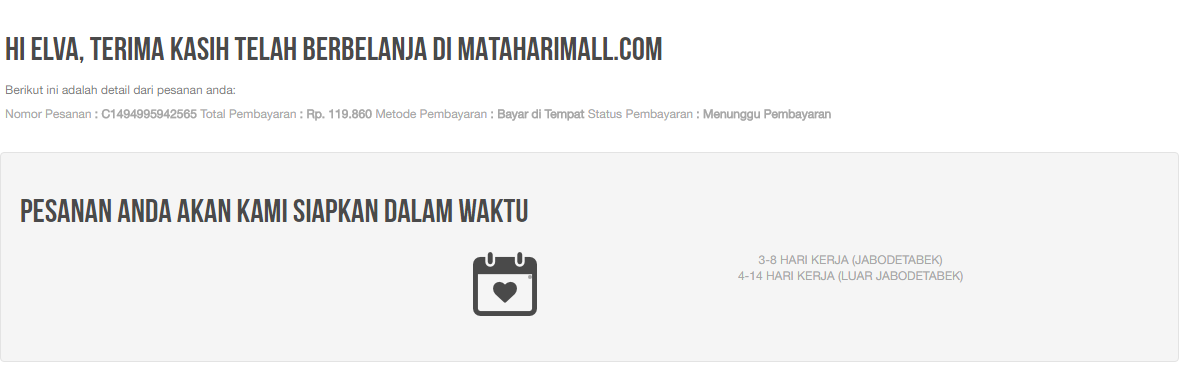 HI ELVA, TERIMA KASIH TELAH BERBELANJA DI MATAHARIMALL.COM
Berikut ini adalah detail dari pesanan anda:
Nomor Pesanan : C1494995942565 Total Pembayaran : Rp. 119.860 Metode Pembayaran : Bayar di Tempat Status Pembayaran : Menunggu Pembayaran
PESANAN ANDA AKAN KAMI SIAPKAN DALAM WAKTU
3-8 HARI KERJA (JABODETABEK)
4-14 HARI KERJA (LUAR JABODETABEK)